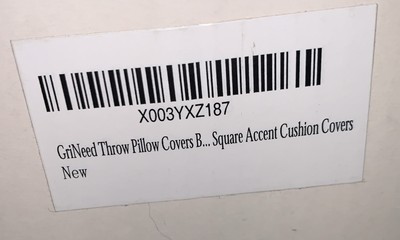 X003YXZ187
GriNeed Throw Pillow Covers B... Square Accent Cushion Covers
New